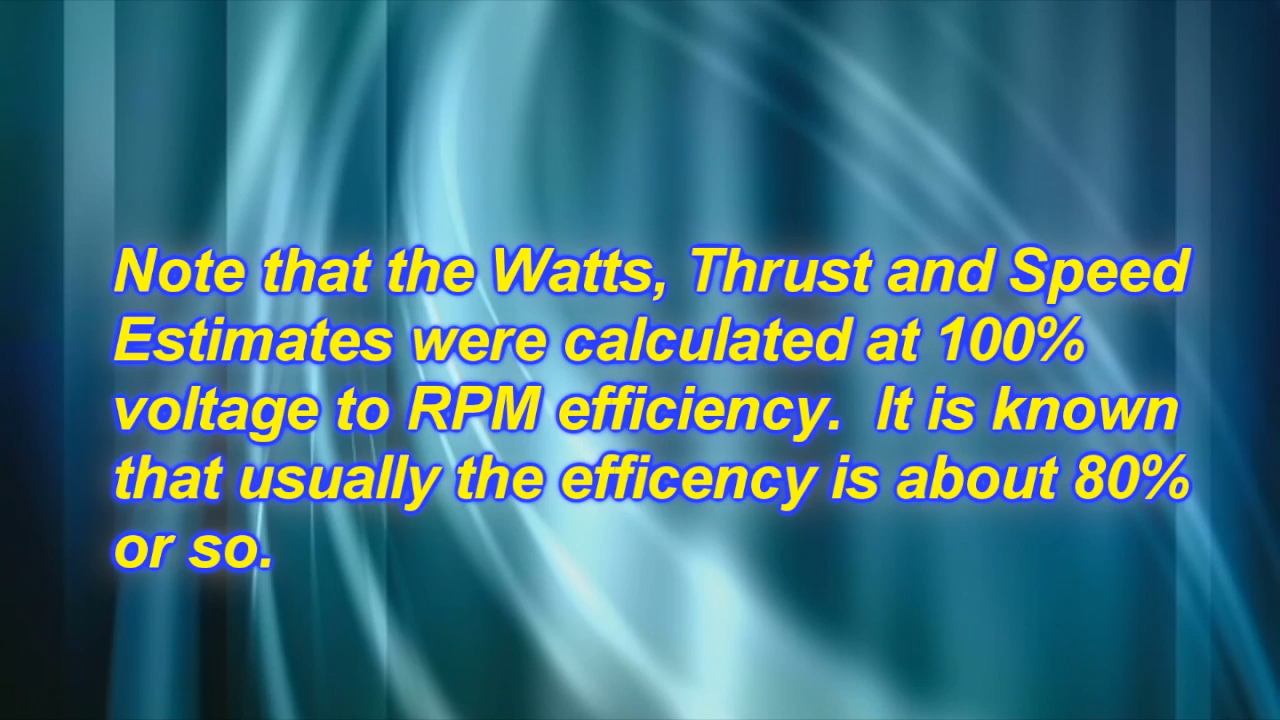 Note that the Watts, Thrust and Speed
Estimates were calculated at 100%
voltage to RPM efficiency.  It is known
that usually the efficency is about 80%
or so.